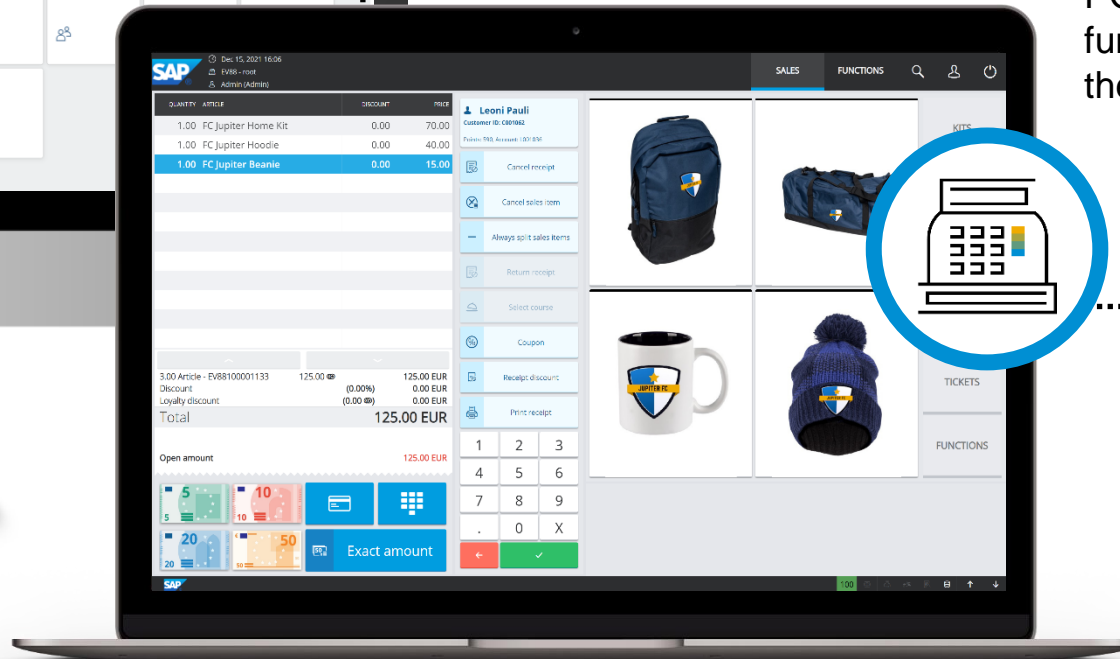 fun
the
SAP
Dec 15, 2021 16:06
EV88 - root
Admin (Admin)
SALES
FUNCTIONS
QUANTITY ARTICLE DISCOUNT PRICE
1.00 FC Jupiter Home Kit 0.00 70.00
1.00 FC Jupiter Hoodie 0.00 40.00
1.00 FC Jupiter Beanie 0.00 15.00
3.00 Article - EV88100001133 125.00 125.00 EUR
Discount (0.00%) 0.00 EUR
Loyalty discount (0.00) 0.00 EUR
Total 125.00 EUR
Open amount 125.00 EUR
5
5
10
10
20
20
50
50
Exact amount
Leoni Pauli
Customer ID: C001062
Cancel receipt
Cancel sales item
Always split sales items
Return receipt
Select course
Coupon
Receipt discount
Print receipt
1 2 3
4 5 6
7 8 9
. 0 X
JUPITER FC
KITS
...
TICKETS
FUNCTIONS
SAP
100